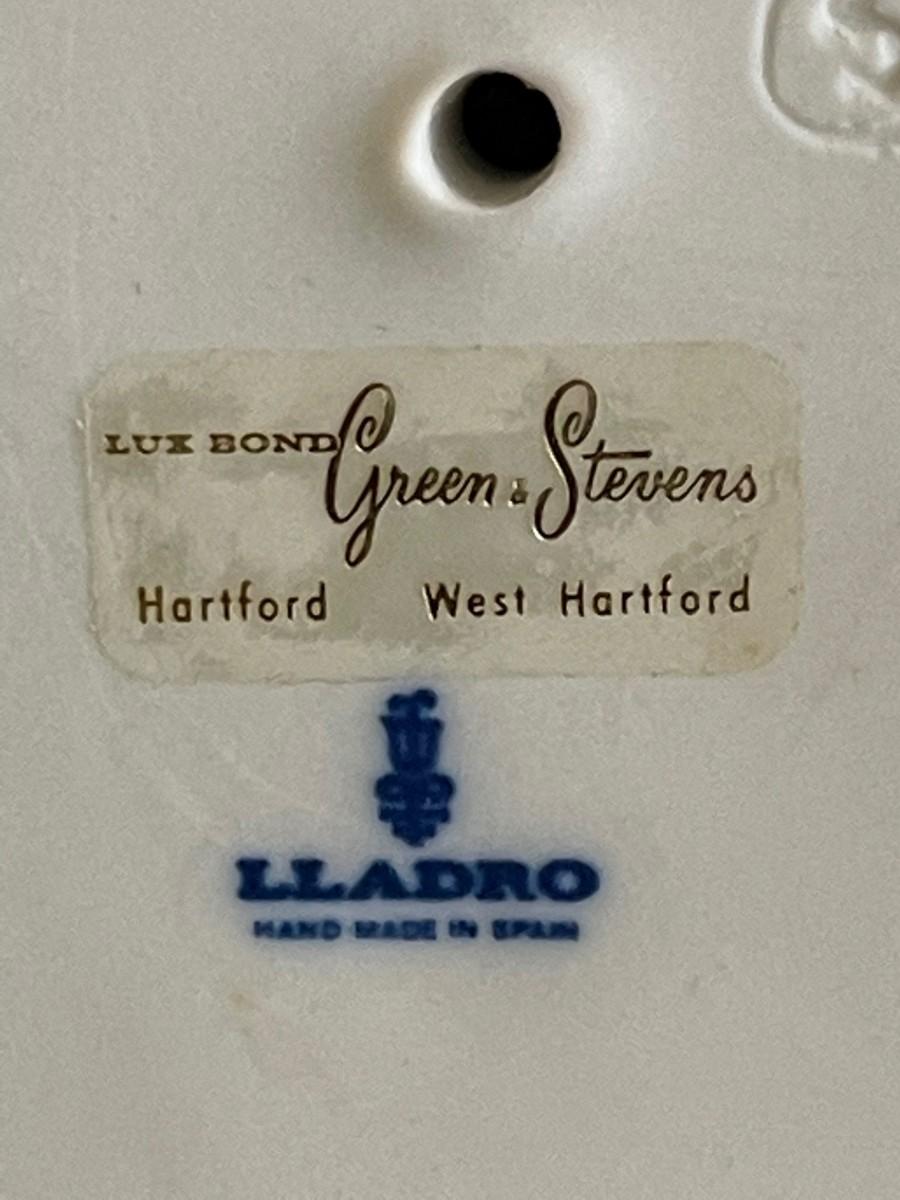 LUX BOND Green & Stevens
Hartford West Hartford
LLADRO
HAND MADE IN SPAIN